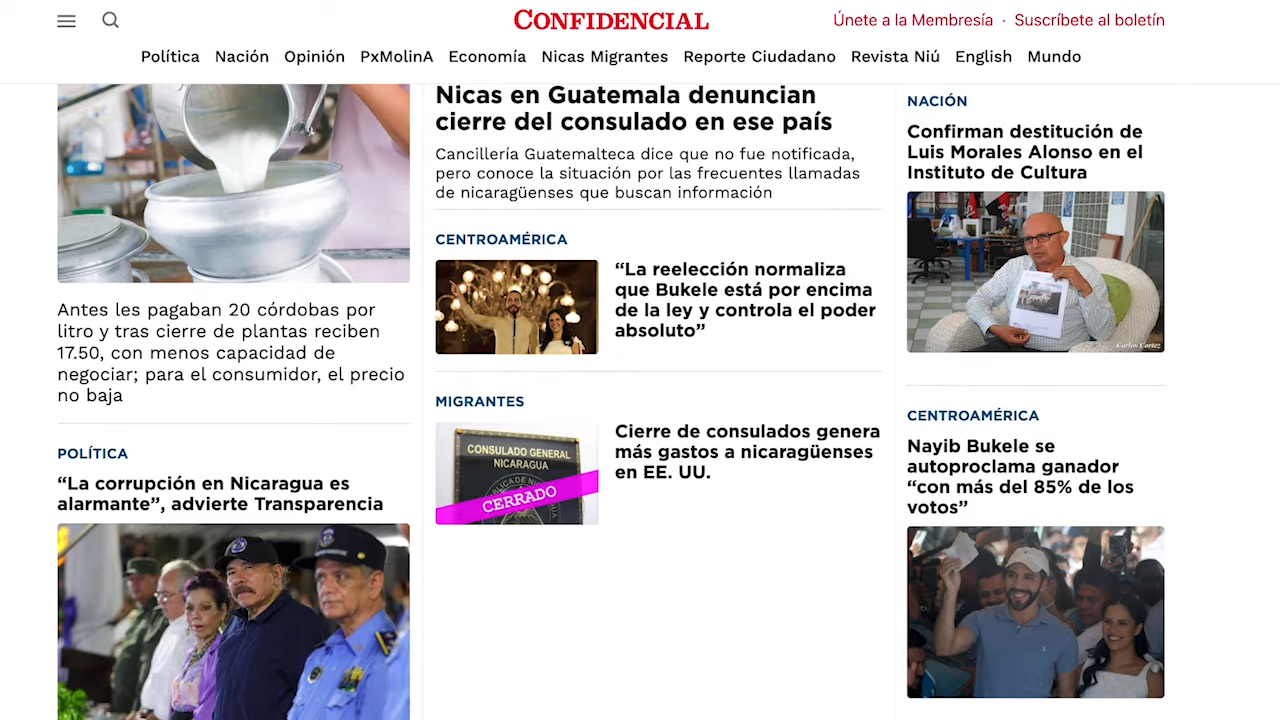 CONFIDENCIAL
Únete a la Membresía · Suscríbete al boletín
Política Nación Opinión PxMolinA Economía Nicas Migrantes Reporte Ciudadano Revista Niú English Mundo
Antes les pagaban 20 córdobas por
litro y tras cierre de plantas reciben
17.50, con menos capacidad de
negociar; para el consumidor, el precio
no baja
POLÍTICA
“La corrupción en Nicaragua es
alarmante”, advierte Transparencia
Nicas en Guatemala denuncian
cierre del consulado en ese país
Cancillería Guatemalteca dice que no fue notificada,
pero conoce la situación por las frecuentes llamadas
de nicaragüenses que buscan información
CENTROAMÉRICA
“La reelección normaliza
que Bukele está por encima
de la ley y controla el poder
absoluto”
MIGRANTES
CONSULADO GENERAL
NICARAGUA
CERRADO
Cierre de consulados genera
más gastos a nicaragüenses
en EE. UU.
NACIÓN
Confirman destitución de
Luis Morales Alonso en el
Instituto de Cultura
Carlos Cortez
CENTROAMÉRICA
Nayib Bukele se
autoproclama ganador
“con más del 85% de los
votos”